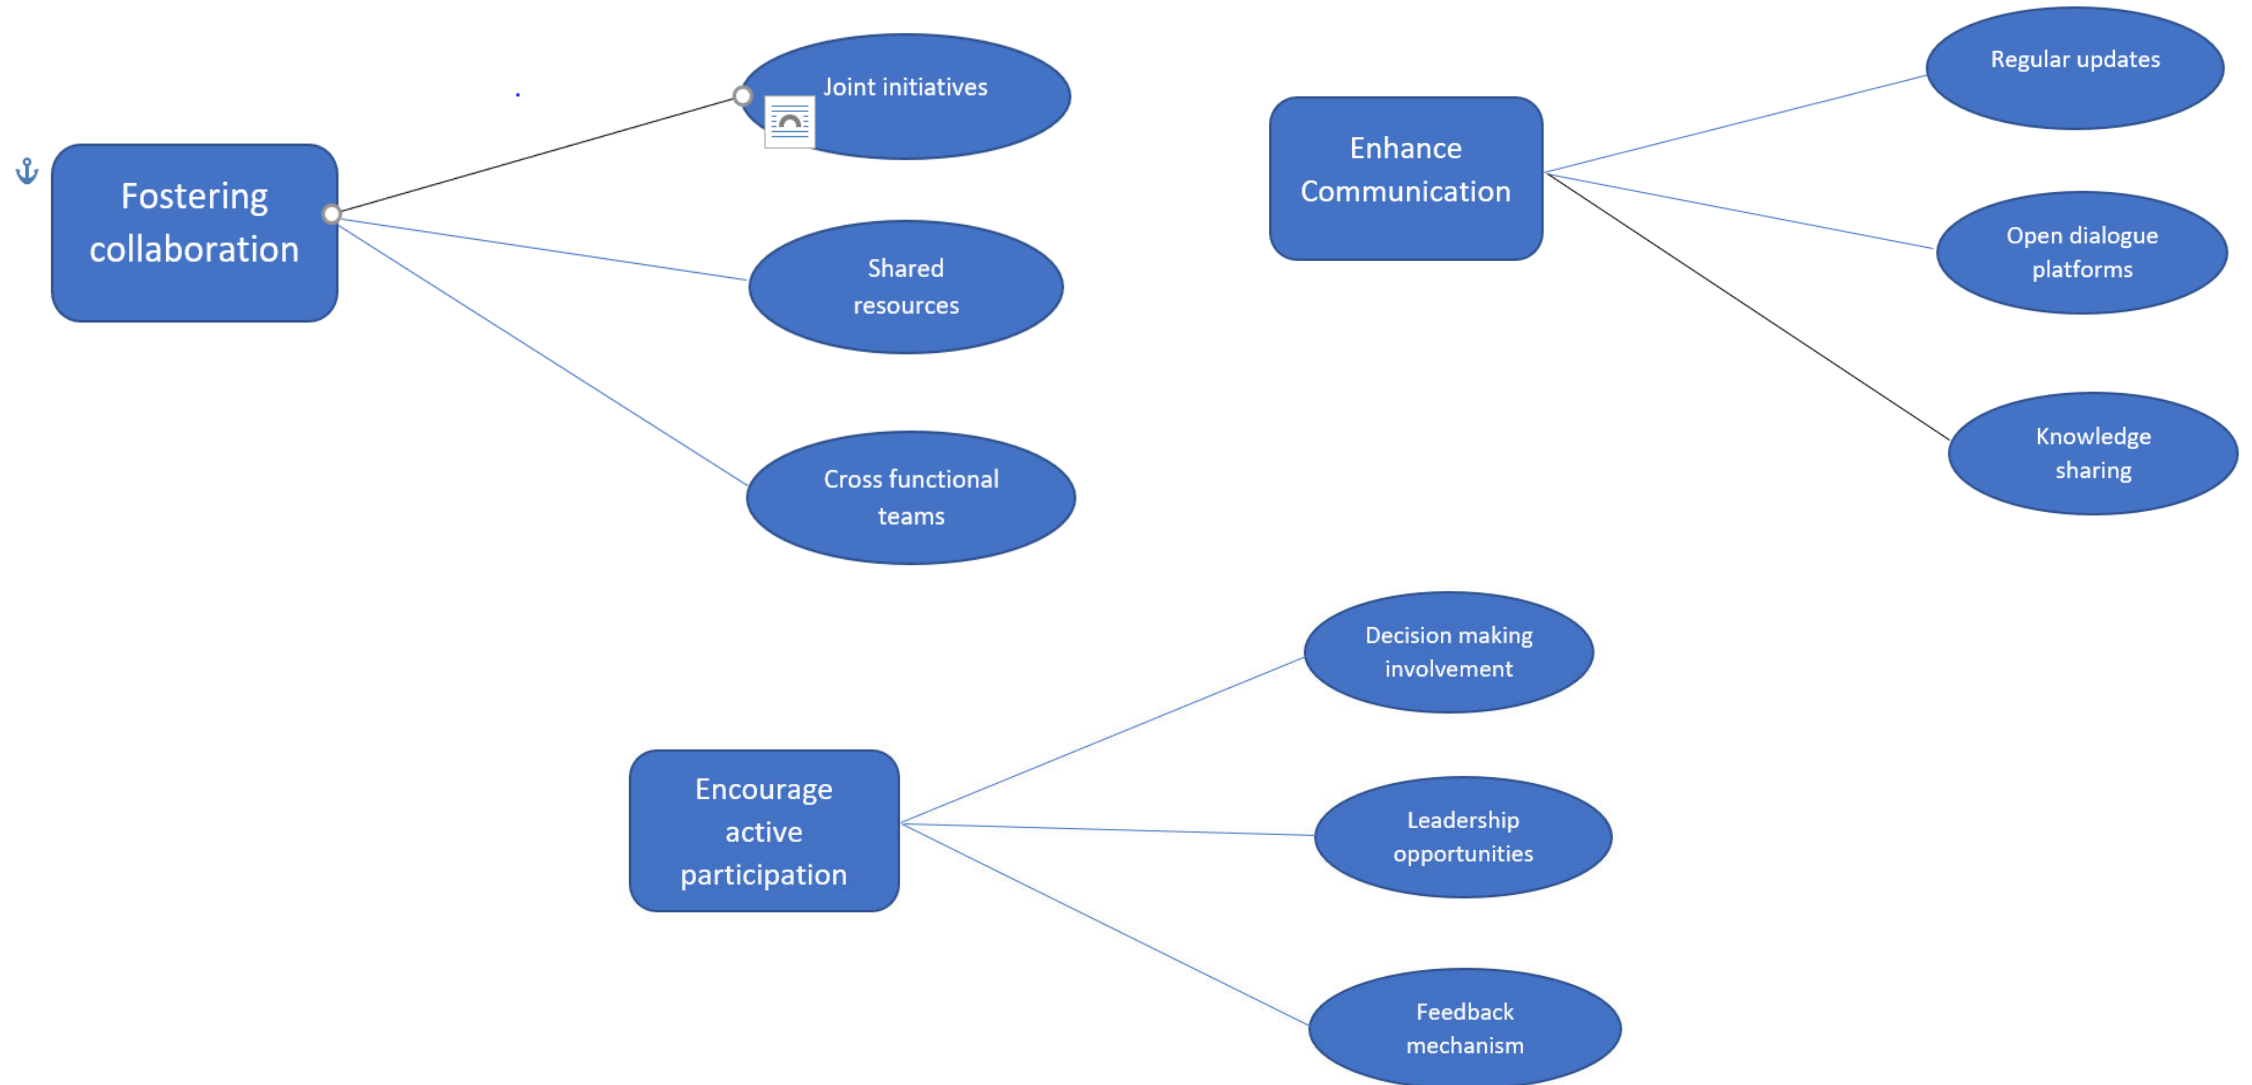 Fostering
collaboration
Joint initiatives
Shared
resources
Cross functional
teams
Enhance
Communication
Regular updates
Open dialogue
platforms
Knowledge
sharing
Encourage
active
participation
Decision making
involvement
Leadership
opportunities
Feedback
mechanism